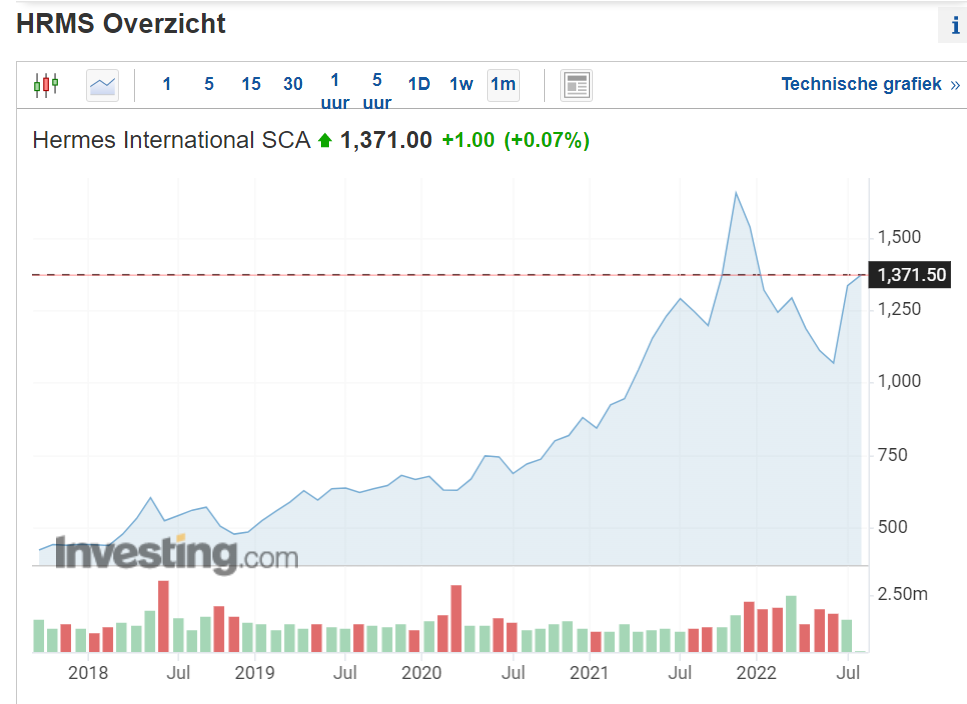 HRMS Overzicht
i
1 5 15 30 1 uur 5 uur 1D 1w 1m
Technische grafiek »
Hermes International SCA 1,371.00 +1.00 (+0.07%)
1,500
1,371.50
1,250
1,000
750
500
Investing.com
2.50m
2018 Jul 2019 Jul 2020 Jul 2021 Jul 2022 Jul